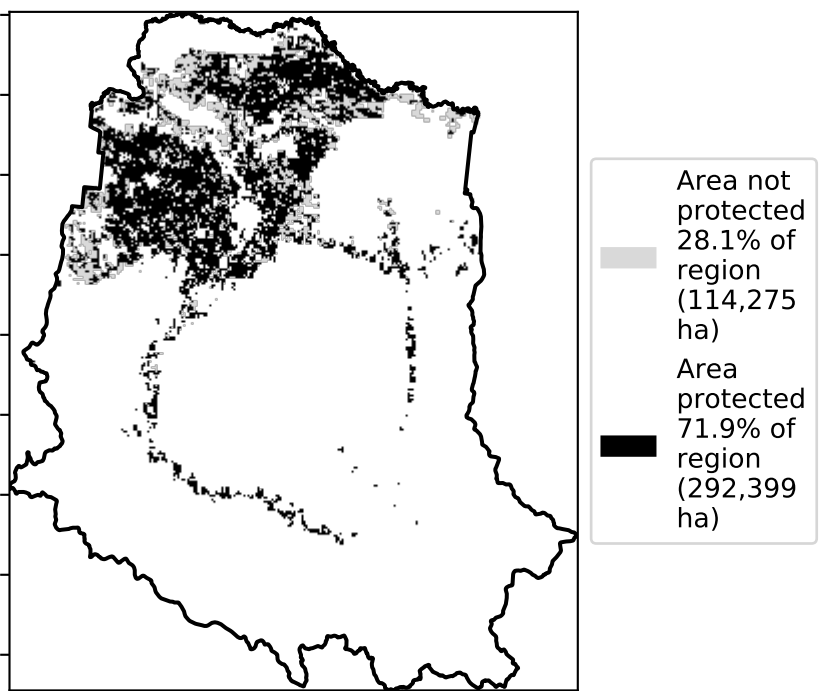 Area not
protected
28.1% of
region
(114,275
ha)
Area
protected
71.9% of
region
(292,399
ha)